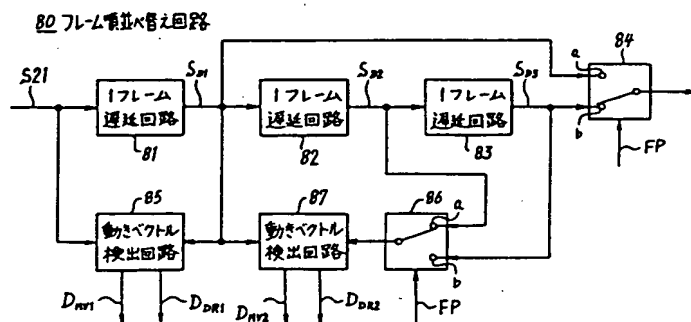 80 フレーム順並べ替え回路
S21
1フレーム
遅延回路
81
SD1
1フレーム
遅延回路
82
SD2
1フレーム
遅延回路
83
SD3
a
b
84
FP
85
動きベクトル
検出回路
DMV1
DDR1
87
動きベクトル
検出回路
DMV2
DDR2
86
a
b
FP